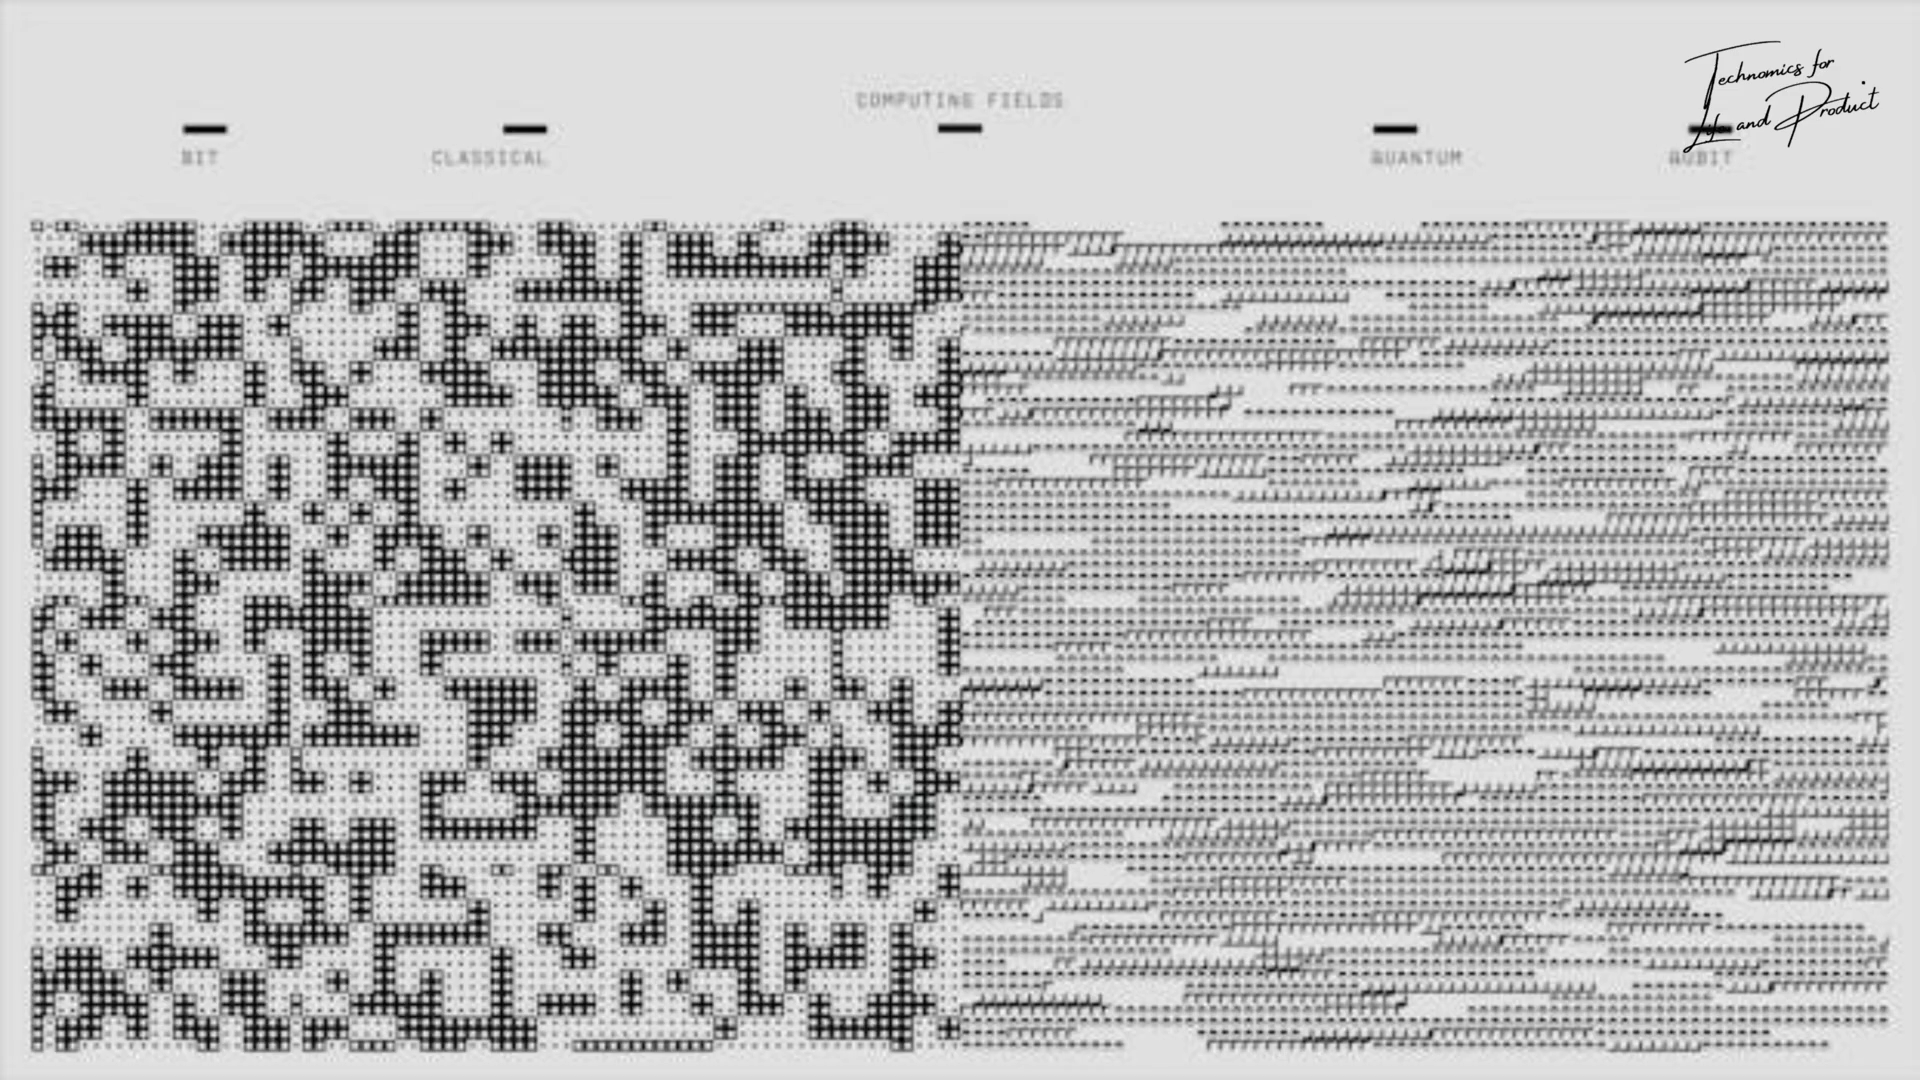 COMPUTING FIELDS
BIT
CLASSICAL
QUANTUM
QUBIT
Technomics for
Life and Product